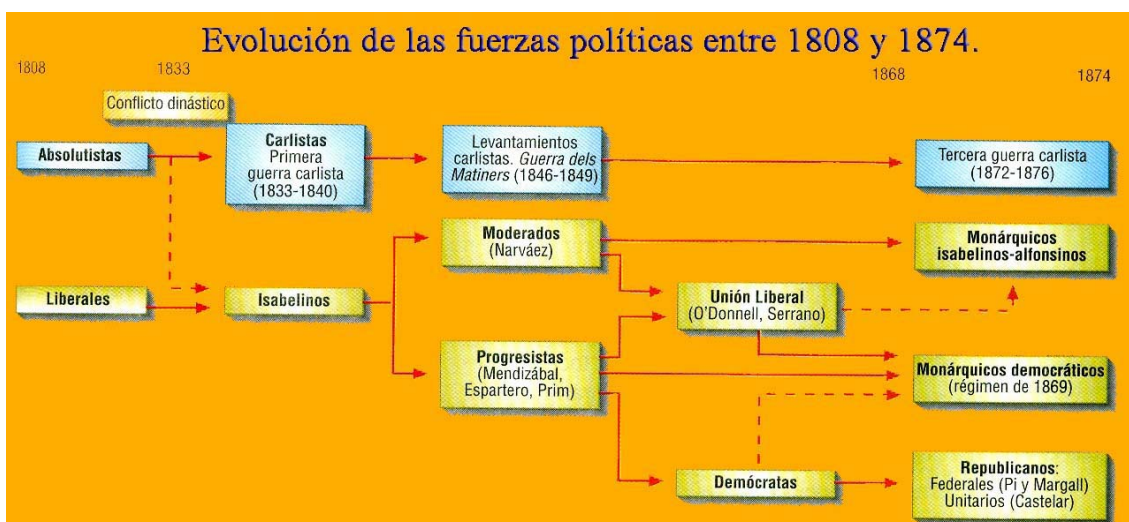 Evolución de las fuerzas políticas entre 1808 y 1874.
1808
1833
1868
1874
Conflicto dinástico
Absolutistas
Carlistas
Primera
guerra carlista
(1833-1840)
Levantamientos
carlistas. Guerra dels
Matiners (1846-1849)
Tercera guerra carlista
(1872-1876)
Liberales
Isabelinos
Moderados
(Narváez)
Monárquicos
isabelinos-alfonsinos
Unión Liberal
(O'Donnell, Serrano)
Progresistas
(Mendizábal,
Espartero, Prim)
Monárquicos democráticos
(régimen de 1869)
Demócratas
Republicanos:
Federales (Pi y Margall)
Unitarios (Castelar)